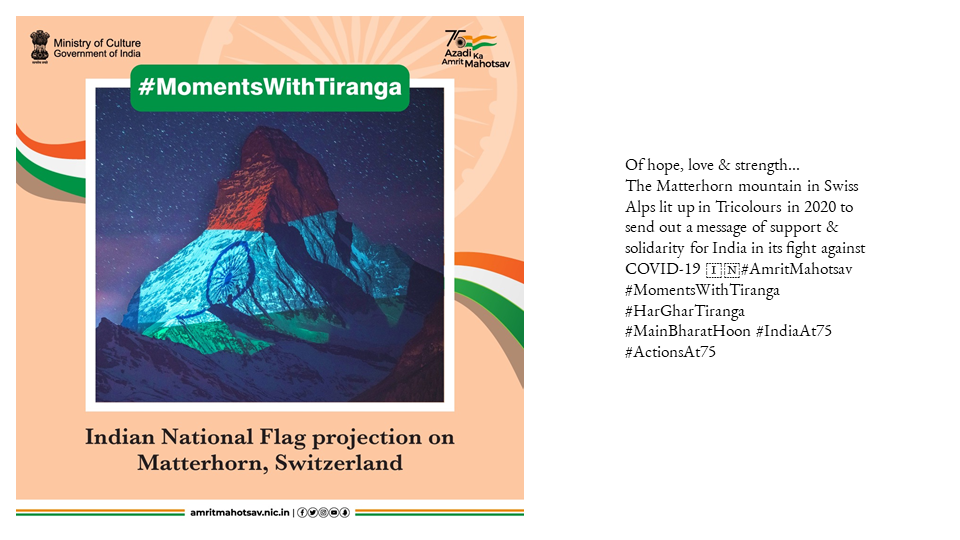 Ministry of Culture
Government of India
75
Azadi Ka
Amrit Mahotsav
#MomentsWithTiranga
Indian National Flag projection on
Matterhorn, Switzerland
amritmahotsav.nic.in |
Of hope, love & strength...
The Matterhorn mountain in Swiss
Alps lit up in Tricolours in 2020 to
send out a message of support &
solidarity for India in its fight against
COVID-19 🇮🇳#AmritMahotsav
#MomentsWithTiranga
#HarGharTiranga
#MainBharatHoon #IndiaAt75
#ActionsAt75